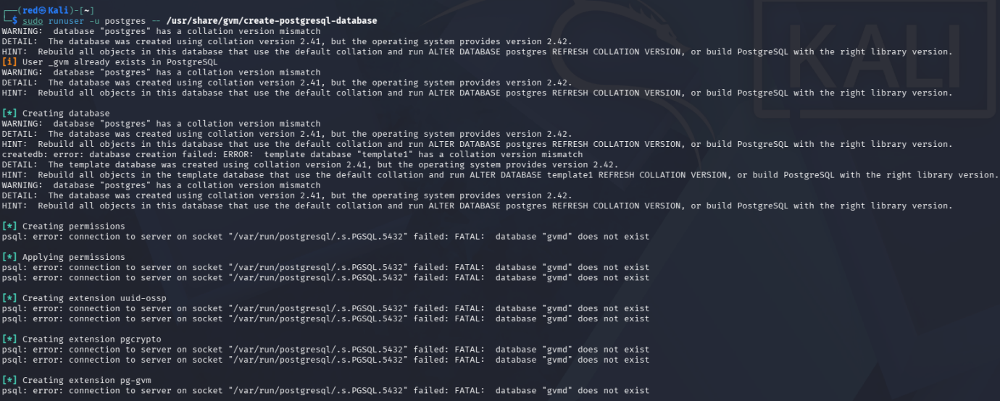 ┌──(red㉿Kali)-[~]
└─$ sudo runuser -u postgres -- /usr/share/gvm/create-postgresql-database
WARNING:  database "postgres" has a collation version mismatch
DETAIL:  The database was created using collation version 2.41, but the operating system provides version 2.42.
HINT:  Rebuild all objects in this database that use the default collation and run ALTER DATABASE postgres REFRESH COLLATION VERSION, or build PostgreSQL with the right library version.
[i] User _gvm already exists in PostgreSQL
WARNING:  database "postgres" has a collation version mismatch
DETAIL:  The database was created using collation version 2.41, but the operating system provides version 2.42.
HINT:  Rebuild all objects in this database that use the default collation and run ALTER DATABASE postgres REFRESH COLLATION VERSION, or build PostgreSQL with the right library version.
[*] Creating database
WARNING:  database "postgres" has a collation version mismatch
DETAIL:  The database was created using collation version 2.41, but the operating system provides version 2.42.
HINT:  Rebuild all objects in this database that use the default collation and run ALTER DATABASE postgres REFRESH COLLATION VERSION, or build PostgreSQL with the right library version.
createdb: error: database creation failed: ERROR:  template database "template1" has a collation version mismatch
DETAIL:  The template database was created using collation version 2.41, but the operating system provides version 2.42.
HINT:  Rebuild all objects in the template database that use the default collation and run ALTER DATABASE template1 REFRESH COLLATION VERSION, or build PostgreSQL with the right library version.
WARNING:  database "postgres" has a collation version mismatch
DETAIL:  The database was created using collation version 2.41, but the operating system provides version 2.42.
HINT:  Rebuild all objects in this database that use the default collation and run ALTER DATABASE postgres REFRESH COLLATION VERSION, or build PostgreSQL with the right library version.
[*] Creating permissions
psql: error: connection to server on socket "/var/run/postgresql/.s.PGSQL.5432" failed: FATAL:  database "gvmd" does not exist
[*] Applying permissions
psql: error: connection to server on socket "/var/run/postgresql/.s.PGSQL.5432" failed: FATAL:  database "gvmd" does not exist
psql: error: connection to server on socket "/var/run/postgresql/.s.PGSQL.5432" failed: FATAL:  database "gvmd" does not exist
[*] Creating extension uuid-ossp
psql: error: connection to server on socket "/var/run/postgresql/.s.PGSQL.5432" failed: FATAL:  database "gvmd" does not exist
psql: error: connection to server on socket "/var/run/postgresql/.s.PGSQL.5432" failed: FATAL:  database "gvmd" does not exist
[*] Creating extension pgcrypto
psql: error: connection to server on socket "/var/run/postgresql/.s.PGSQL.5432" failed: FATAL:  database "gvmd" does not exist
psql: error: connection to server on socket "/var/run/postgresql/.s.PGSQL.5432" failed: FATAL:  database "gvmd" does not exist
[*] Creating extension pg-gvm
psql: error: connection to server on socket "/var/run/postgresql/.s.PGSQL.5432" failed: FATAL:  database "gvmd" does not exist
KALI